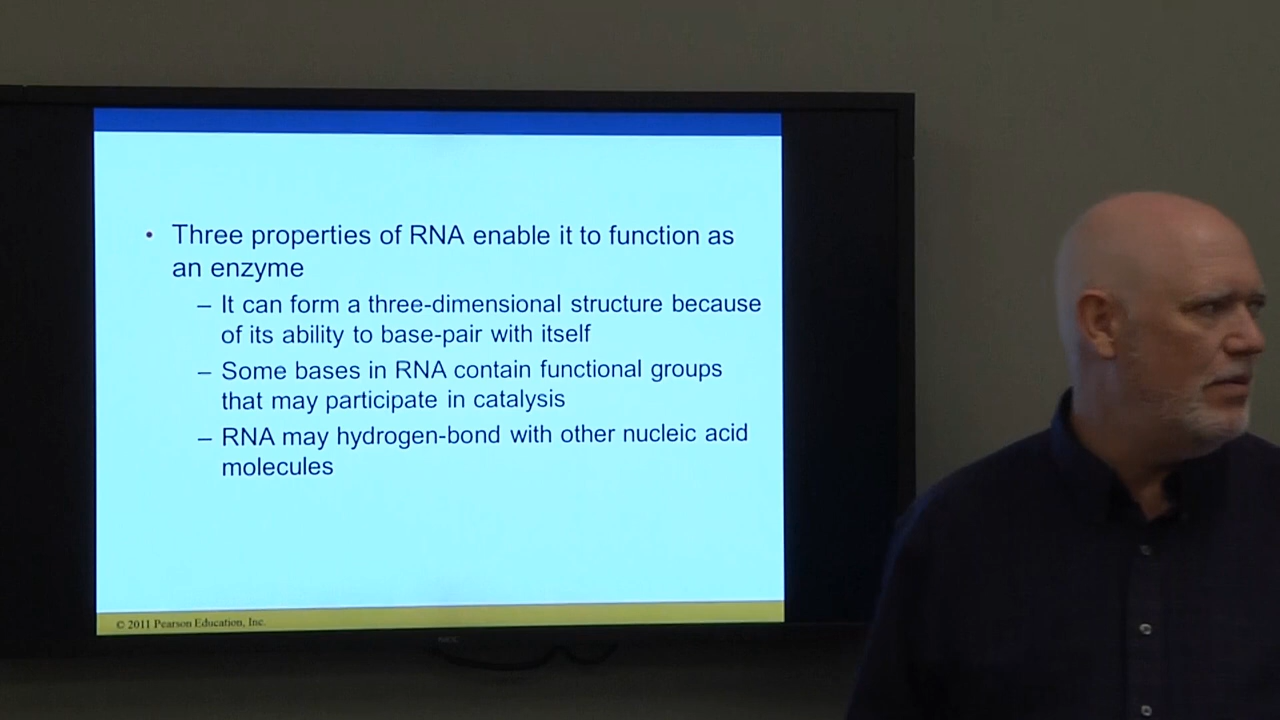 • Three properties of RNA enable it to function as
an enzyme
– It can form a three-dimensional structure because
of its ability to base-pair with itself
– Some bases in RNA contain functional groups
that may participate in catalysis
– RNA may hydrogen-bond with other nucleic acid
molecules
© 2011 Pearson Education, Inc.
NEC